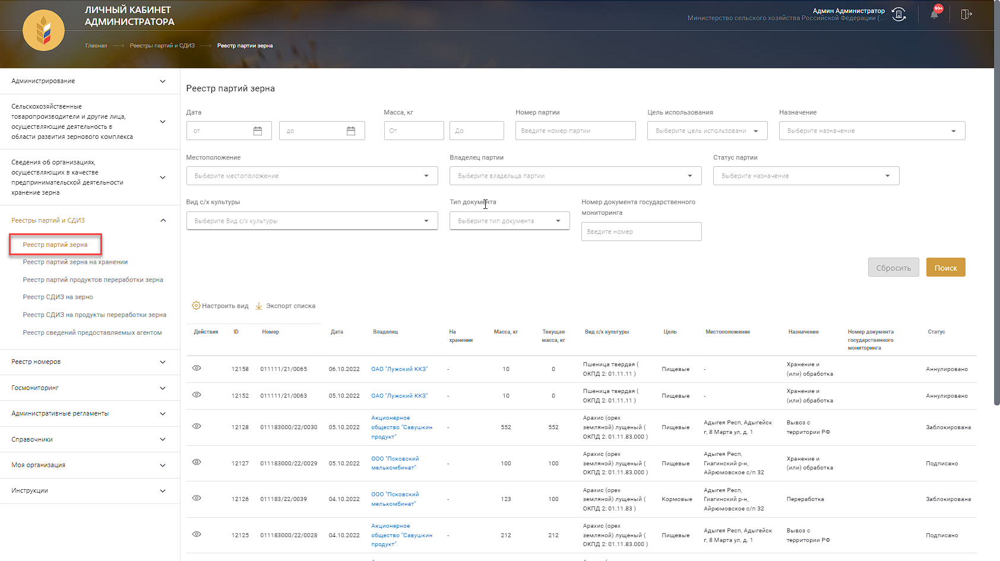 ЛИЧНЫЙ КАБИНЕТ
АДМИНИСТРАТОРА
Админ Администратор
Министерство сельского хозяйства Российской Федерации (...
99+
Главная
Реестры партий и СДИЗ
Реестр партии зерна
Администрирование
Сельскохозяйственные
товаропроизводители и другие лица,
осуществляющие деятельность в
области развития зернового комплекса
Сведения об организациях,
осуществляющих в качестве
предпринимательской деятельности
хранение зерна
Реестры партий и СДИЗ
Реестр партий зерна
Реестр партий зерна на хранении
Реестр партий продуктов переработки зерна
Реестр СДИЗ на зерно
Реестр СДИЗ на продукты переработки зерна
Реестр сведений предоставляемых агентом
Реестр номеров
Госмониторинг
Административные регламенты
Справочники
Моя организация
Инструкции
Реестр партий зерна
Дата
Масса, кг
Номер партии
Цель использования
Назначение
от
до
От
До
Введите номер партии
Выберите цель использовани
Выберите назначение
Местоположение
Владелец партии
Статус партии
Выберите местоположение
Выберите владельца партии
Выберите назначение
Вид с/х культуры
Тип документа
Номер документа государственного
мониторинга
Выберите Вид с/х культуры
Выберите тип документа
Введите номер
Сбросить
Поиск
Настроить вид
Экспорт списка
Действия
ID
Номер
Дата
Владелец
На
хранении
Масса, кг
Текущая
масса, кг
Вид с/х культуры
Цель
Местоположение
Назначение
Номер документа
государственного
мониторинга
Статус
12158
011111/21/0065
06.10.2022
ОАО "Лужский ККЗ"
-
10
0
Пшеница твердая (
ОКПД 2: 01.11.11 )
Пищевые
-
Хранение и
(или) обработка
Аннулировано
12152
011111/21/0063
05.10.2022
ОАО "Лужский ККЗ"
-
10
0
Пшеница твердая (
ОКПД 2: 01.11.11 )
Пищевые
-
Хранение и
(или) обработка
Аннулировано
12128
011183000/22/0030
05.10.2022
Акционерное
общество "Савушкин
продукт"
-
552
552
Арахис (орех
земляной) лущеный (
ОКПД 2: 01.11.83.000 )
Пищевые
Адыгея Респ, Адыгейск
г, 8 Марта ул, д. 1
Вывоз с
территории РФ
Заблокирована
12127
011183000/22/0029
05.10.2022
ООО "Псковский
мелькомбинат"
-
100
100
Арахис (орех
земляной) лущеный (
ОКПД 2: 01.11.83.000 )
Пищевые
Адыгея Респ,
Гиагинский р-н,
Айрюмовское с/п 32
Хранение и
(или) обработка
Подписано
12126
011183/22/0039
04.10.2022
ООО "Псковский
мелькомбинат"
-
123
100
Арахис (орех
земляной) лущеный (
ОКПД 2: 01.11.83 )
Кормовые
Адыгея Респ,
Гиагинский р-н,
Айрюмовское с/п 32
Переработка
Заблокирована
12125
011183000/22/0028
04.10.2022
Акционерное
общество "Савушкин
продукт"
-
212
212
Арахис (орех
земляной) лущеный (
ОКПД 2: 01.11.83.000 )
Пищевые
Адыгея Респ, Адыгейск
г, 8 Марта ул, д. 1
Вывоз с
территории РФ
Подписано